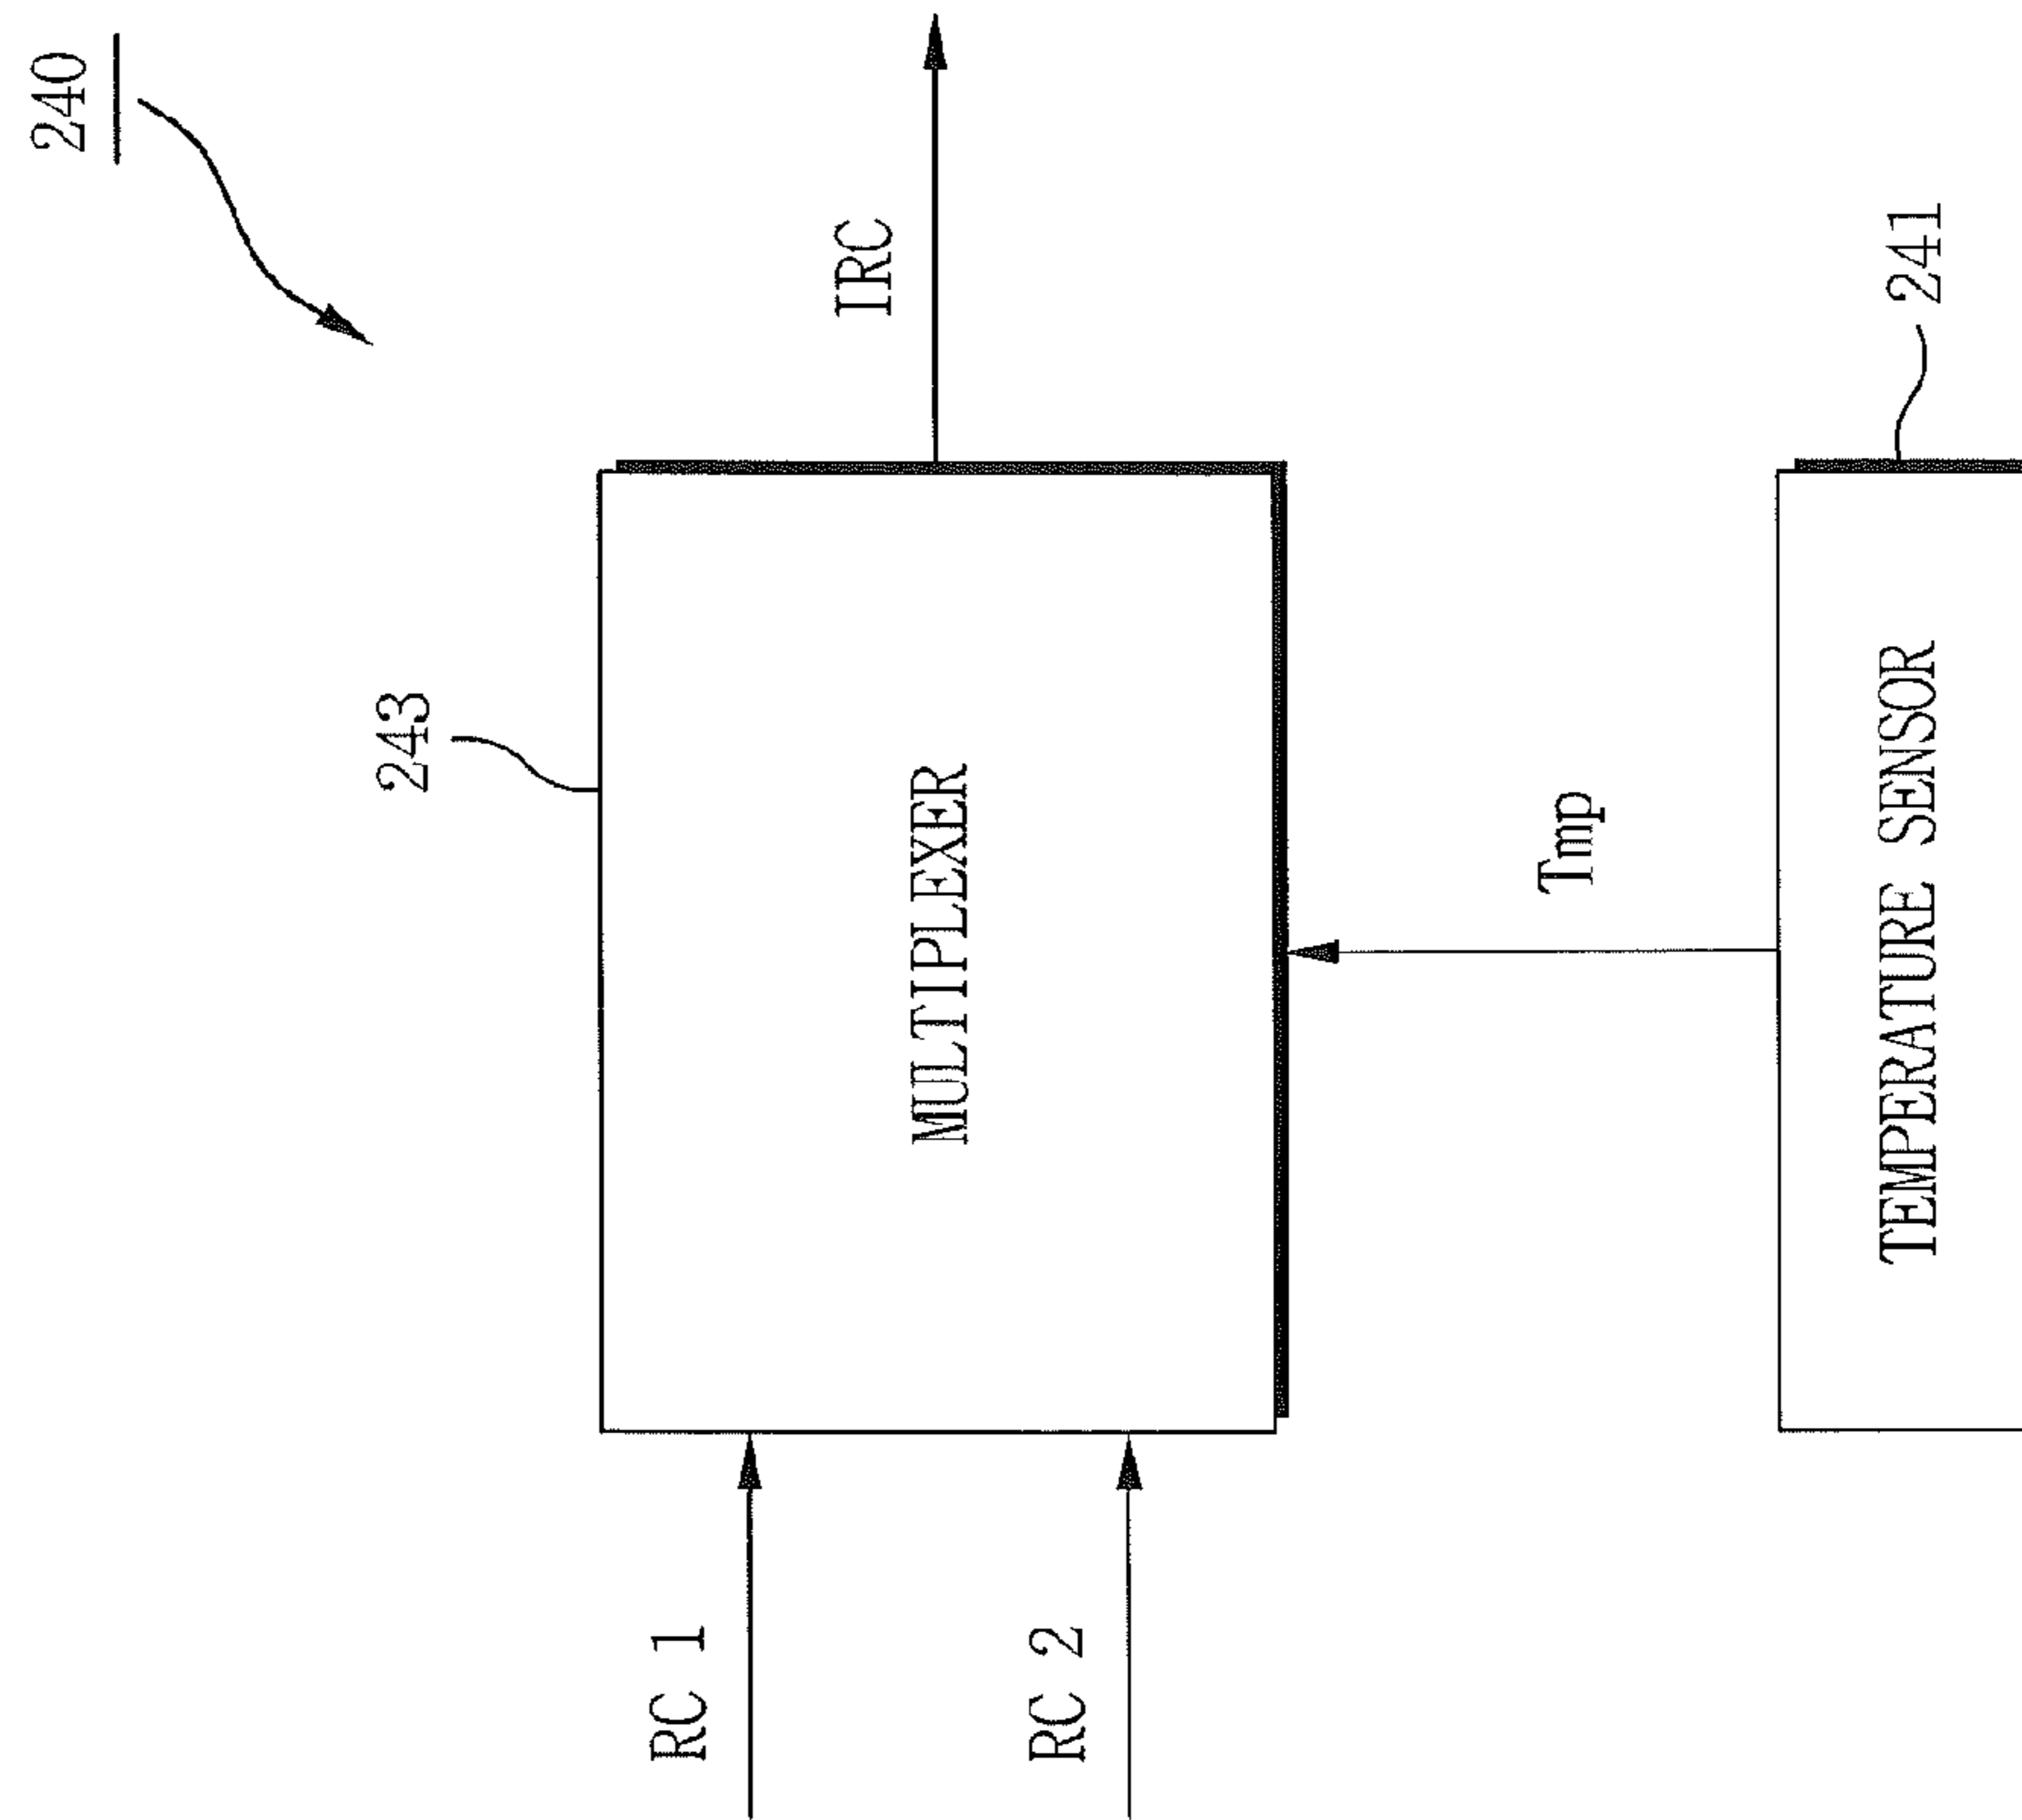 240
243
IRC
RC 1
MULTIPLEXER
RC 2
Tmp
241
TEMPERATURE SENSOR